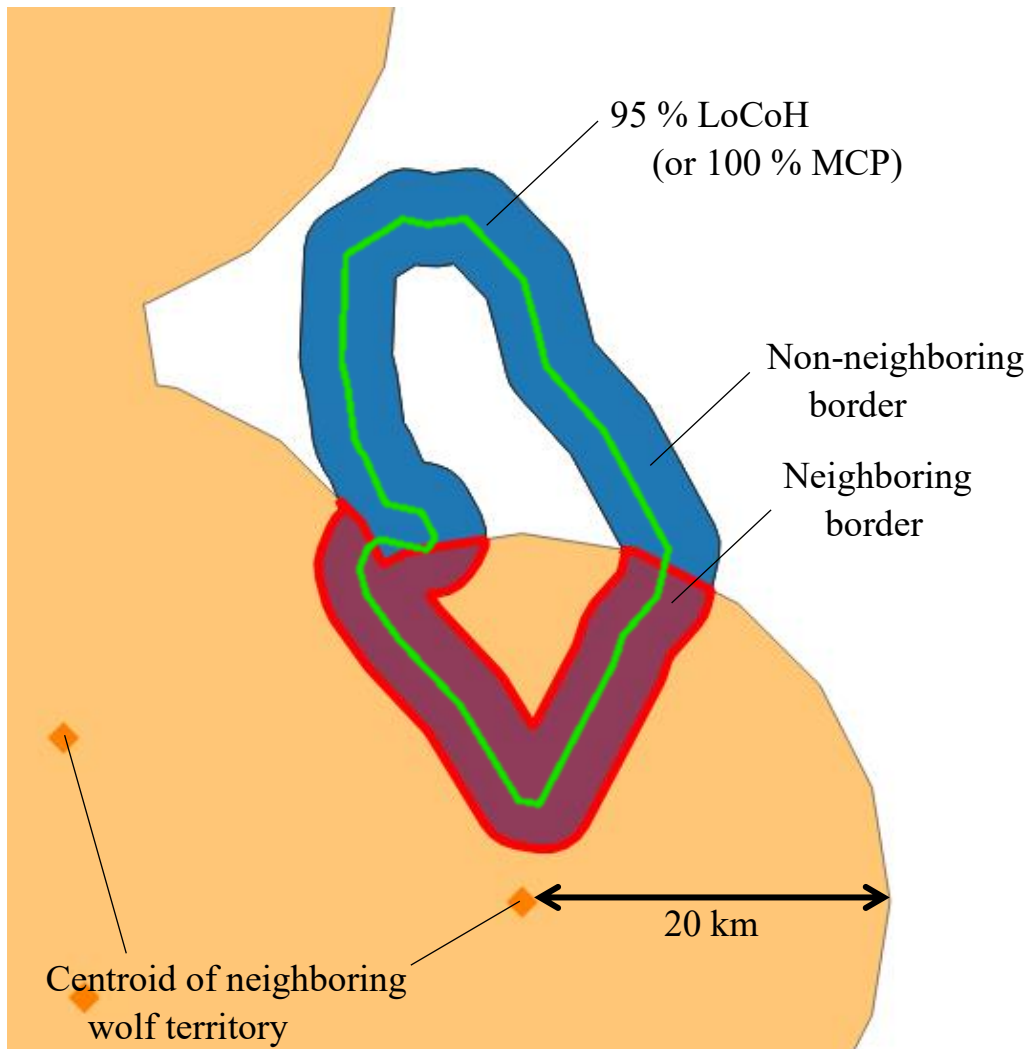 95 % LoCoH
(or 100 % MCP)
Non-neighboring
border
Neighboring
border
20 km
Centroid of neighboring
wolf territory